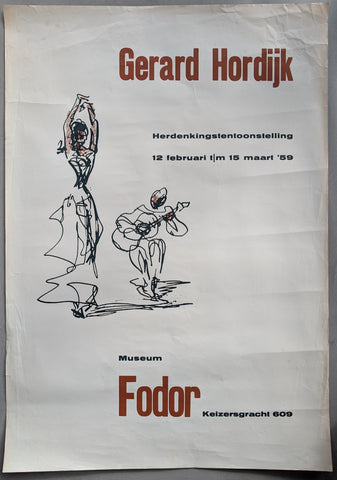 Gerard Hordijk
Herdenkingstentoonstelling
12 februari t|m 15 maart '59
Museum
Fodor Keizersgracht 609